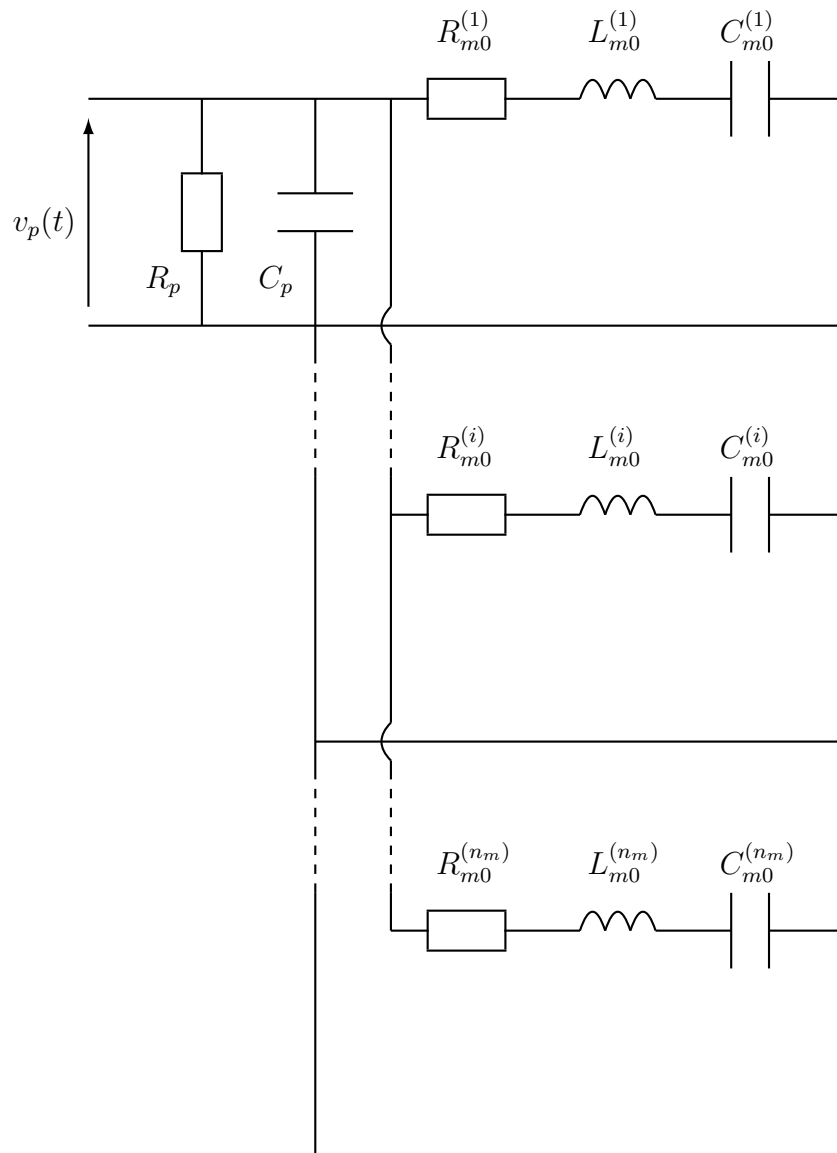 $R_{m0}^{(1)}$ $L_{m0}^{(1)}$ $C_{m0}^{(1)}$
$v_p(t)$
$R_p$ $C_p$
$R_{m0}^{(i)}$ $L_{m0}^{(i)}$ $C_{m0}^{(i)}$
$R_{m0}^{(n_m)}$ $L_{m0}^{(n_m)}$ $C_{m0}^{(n_m)}$